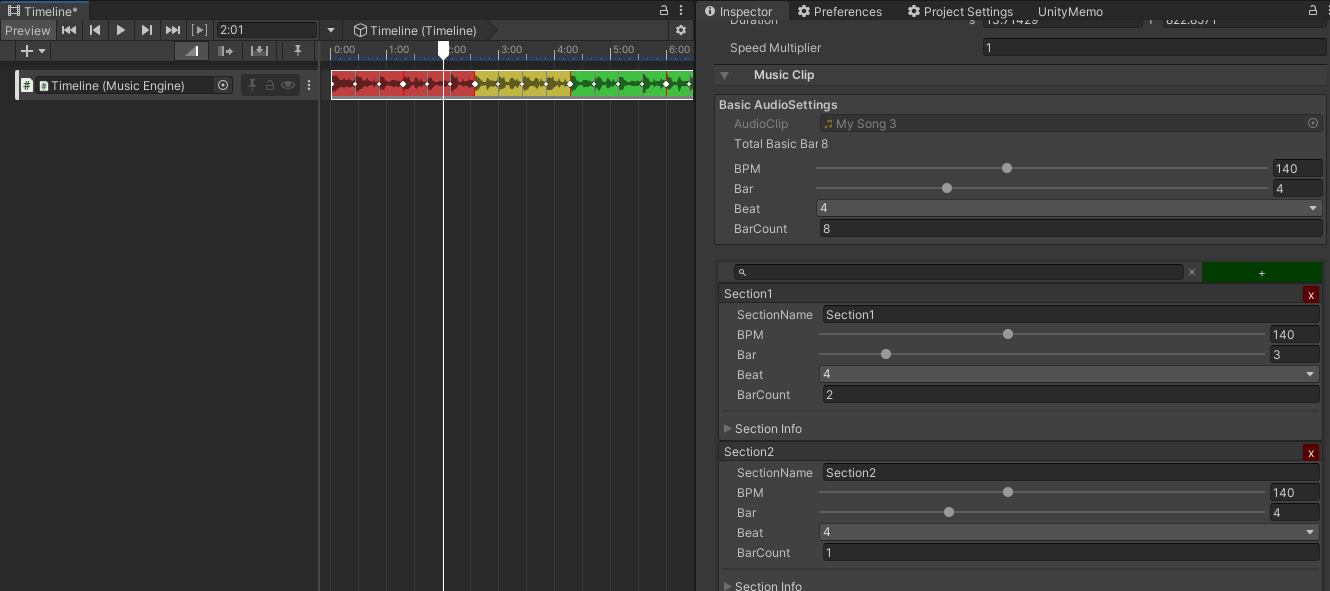 Timeline*
Preview
2:01
Timeline (Timeline)
0:00 1:00 2:00 3:00 4:00 5:00 6:00
# Timeline (Music Engine)
Inspector Preferences Project Settings UnityMemo
Duration s 13.71429 f 822.8571
Speed Multiplier 1
Music Clip
Basic AudioSettings
AudioClip My Song 3
Total Basic Bar 8
BPM 140
Bar 4
Beat 4
BarCount 8
+
Section1 x
SectionName Section1
BPM 140
Bar 3
Beat 4
BarCount 2
Section Info
Section2 x
SectionName Section2
BPM 140
Bar 4
Beat 4
BarCount 1
Section Info